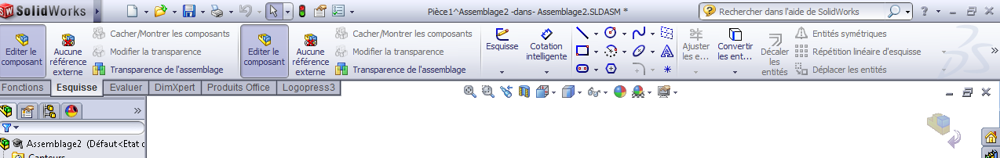 SolidWorks Pièce1^Assemblage2 -dans- Assemblage2.SLDASM * Rechercher dans l'aide de SolidWorks ?
Editer le composant
Aucune référence externe
Cacher/Montrer les composants
Modifier la transparence
Transparence de l'assemblage
Editer le composant
Aucune référence externe
Cacher/Montrer les composants
Modifier la transparence
Transparence de l'assemblage
Esquisse
Cotation intelligente
Ajuster les e...
Convertir les ent...
Décaler les entités
Entités symétriques
Répétition linéaire d'esquisse
Déplacer les entités
Fonctions Esquisse Evaluer DimXpert Produits Office Logopress3
Assemblage2 (Défaut<Etat d